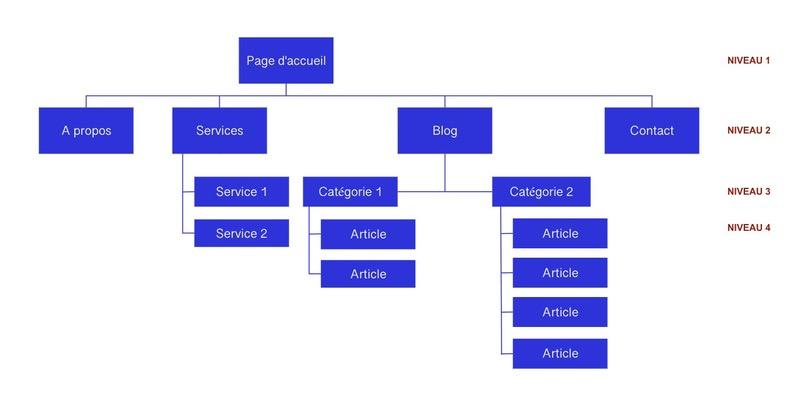 Page d'accueil
NIVEAU 1
A propos
Services
Blog
Contact
NIVEAU 2
Service 1
Catégorie 1
Catégorie 2
NIVEAU 3
Service 2
Article
Article
NIVEAU 4
Article
Article
Article
Article